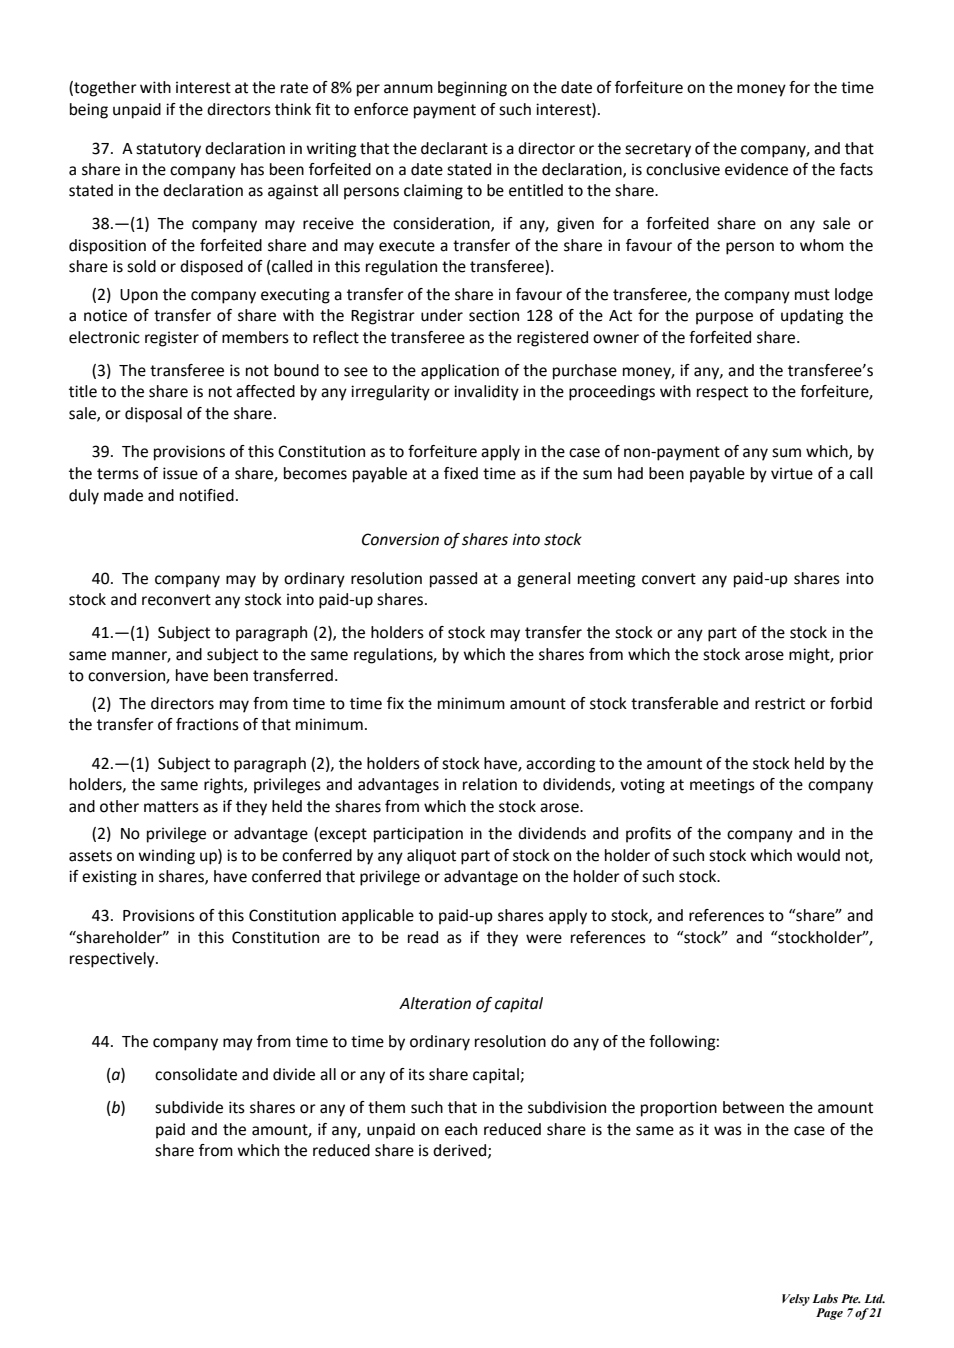 (together with interest at the rate of 8% per annum beginning on the date of forfeiture on the money for the time
being unpaid if the directors think fit to enforce payment of such interest).
37. A statutory declaration in writing that the declarant is a director or the secretary of the company, and that
a share in the company has been forfeited on a date stated in the declaration, is conclusive evidence of the facts
stated in the declaration as against all persons claiming to be entitled to the share.
38.—(1) The company may receive the consideration, if any, given for a forfeited share on any sale or
disposition of the forfeited share and may execute a transfer of the share in favour of the person to whom the
share is sold or disposed of (called in this regulation the transferee).
(2) Upon the company executing a transfer of the share in favour of the transferee, the company must lodge
a notice of transfer of share with the Registrar under section 128 of the Act for the purpose of updating the
electronic register of members to reflect the transferee as the registered owner of the forfeited share.
(3) The transferee is not bound to see to the application of the purchase money, if any, and the transferee’s
title to the share is not affected by any irregularity or invalidity in the proceedings with respect to the forfeiture,
sale, or disposal of the share.
39. The provisions of this Constitution as to forfeiture apply in the case of non-payment of any sum which, by
the terms of issue of a share, becomes payable at a fixed time as if the sum had been payable by virtue of a call
duly made and notified.
Conversion of shares into stock
40. The company may by ordinary resolution passed at a general meeting convert any paid-up shares into
stock and reconvert any stock into paid-up shares.
41.—(1) Subject to paragraph (2), the holders of stock may transfer the stock or any part of the stock in the
same manner, and subject to the same regulations, by which the shares from which the stock arose might, prior
to conversion, have been transferred.
(2) The directors may from time to time fix the minimum amount of stock transferable and restrict or forbid
the transfer of fractions of that minimum.
42.—(1) Subject to paragraph (2), the holders of stock have, according to the amount of the stock held by the
holders, the same rights, privileges and advantages in relation to dividends, voting at meetings of the company
and other matters as if they held the shares from which the stock arose.
(2) No privilege or advantage (except participation in the dividends and profits of the company and in the
assets on winding up) is to be conferred by any aliquot part of stock on the holder of such stock which would not,
if existing in shares, have conferred that privilege or advantage on the holder of such stock.
43. Provisions of this Constitution applicable to paid-up shares apply to stock, and references to “share” and
“shareholder” in this Constitution are to be read as if they were references to “stock” and “stockholder”,
respectively.
Alteration of capital
44. The company may from time to time by ordinary resolution do any of the following:
(a) consolidate and divide all or any of its share capital;
(b) subdivide its shares or any of them such that in the subdivision the proportion between the amount
paid and the amount, if any, unpaid on each reduced share is the same as it was in the case of the
share from which the reduced share is derived;
Velsy Labs Pte. Ltd.
Page 7 of 21